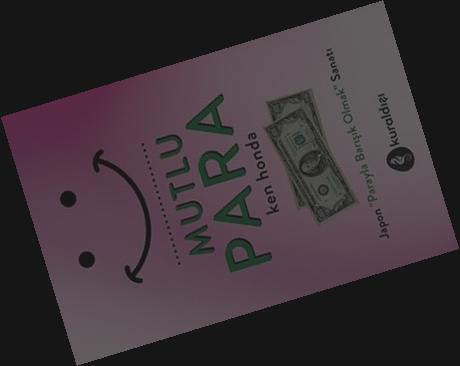 MUTLU
PARA
ken honda
Japon "Parayla Barışık Olmak" Sanatı
kuraldışı